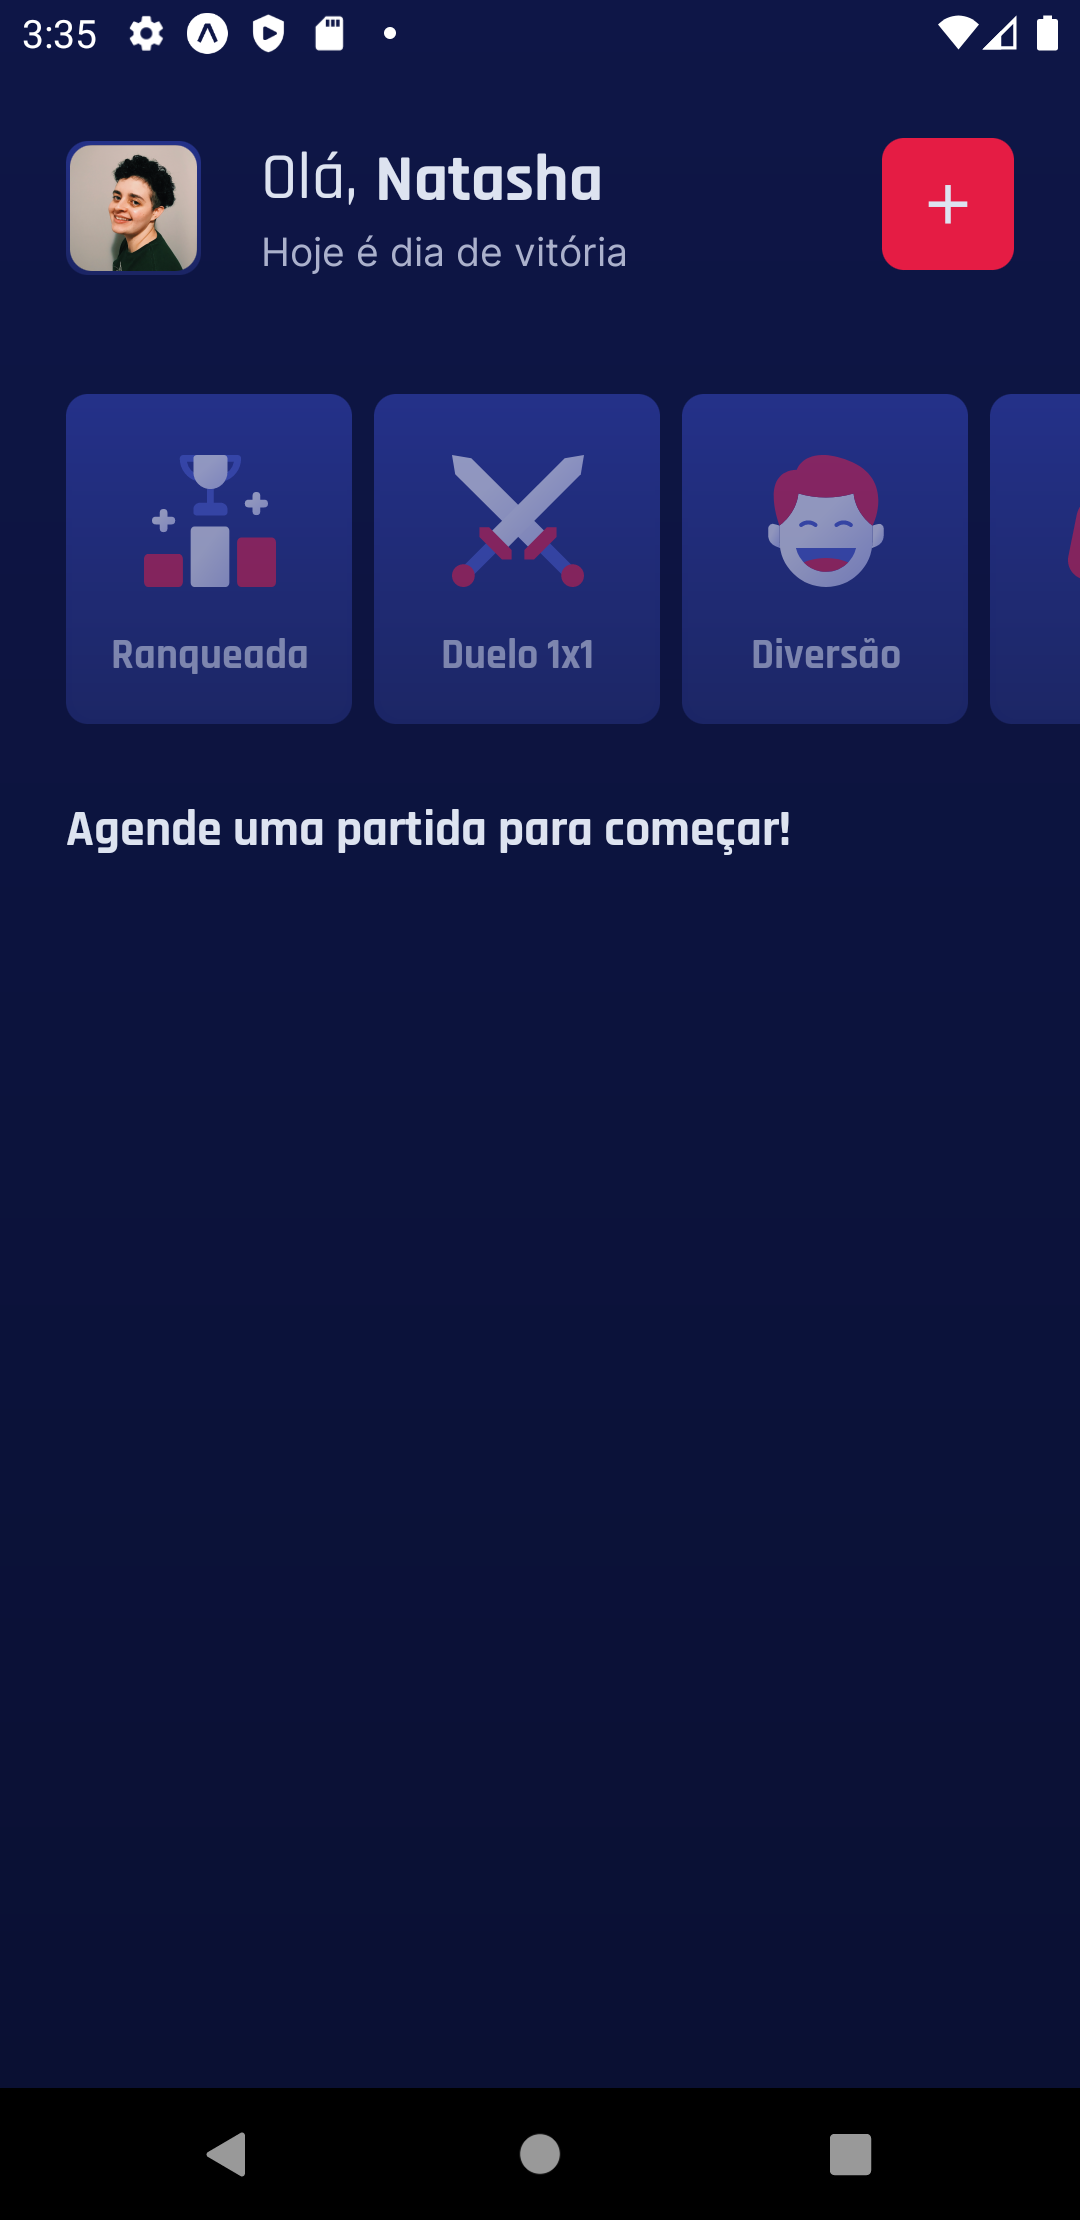 3:35
Olá, Natasha
Hoje é dia de vitória
Ranqueada
Duelo 1x1
Diversão
Agende uma partida para começar!